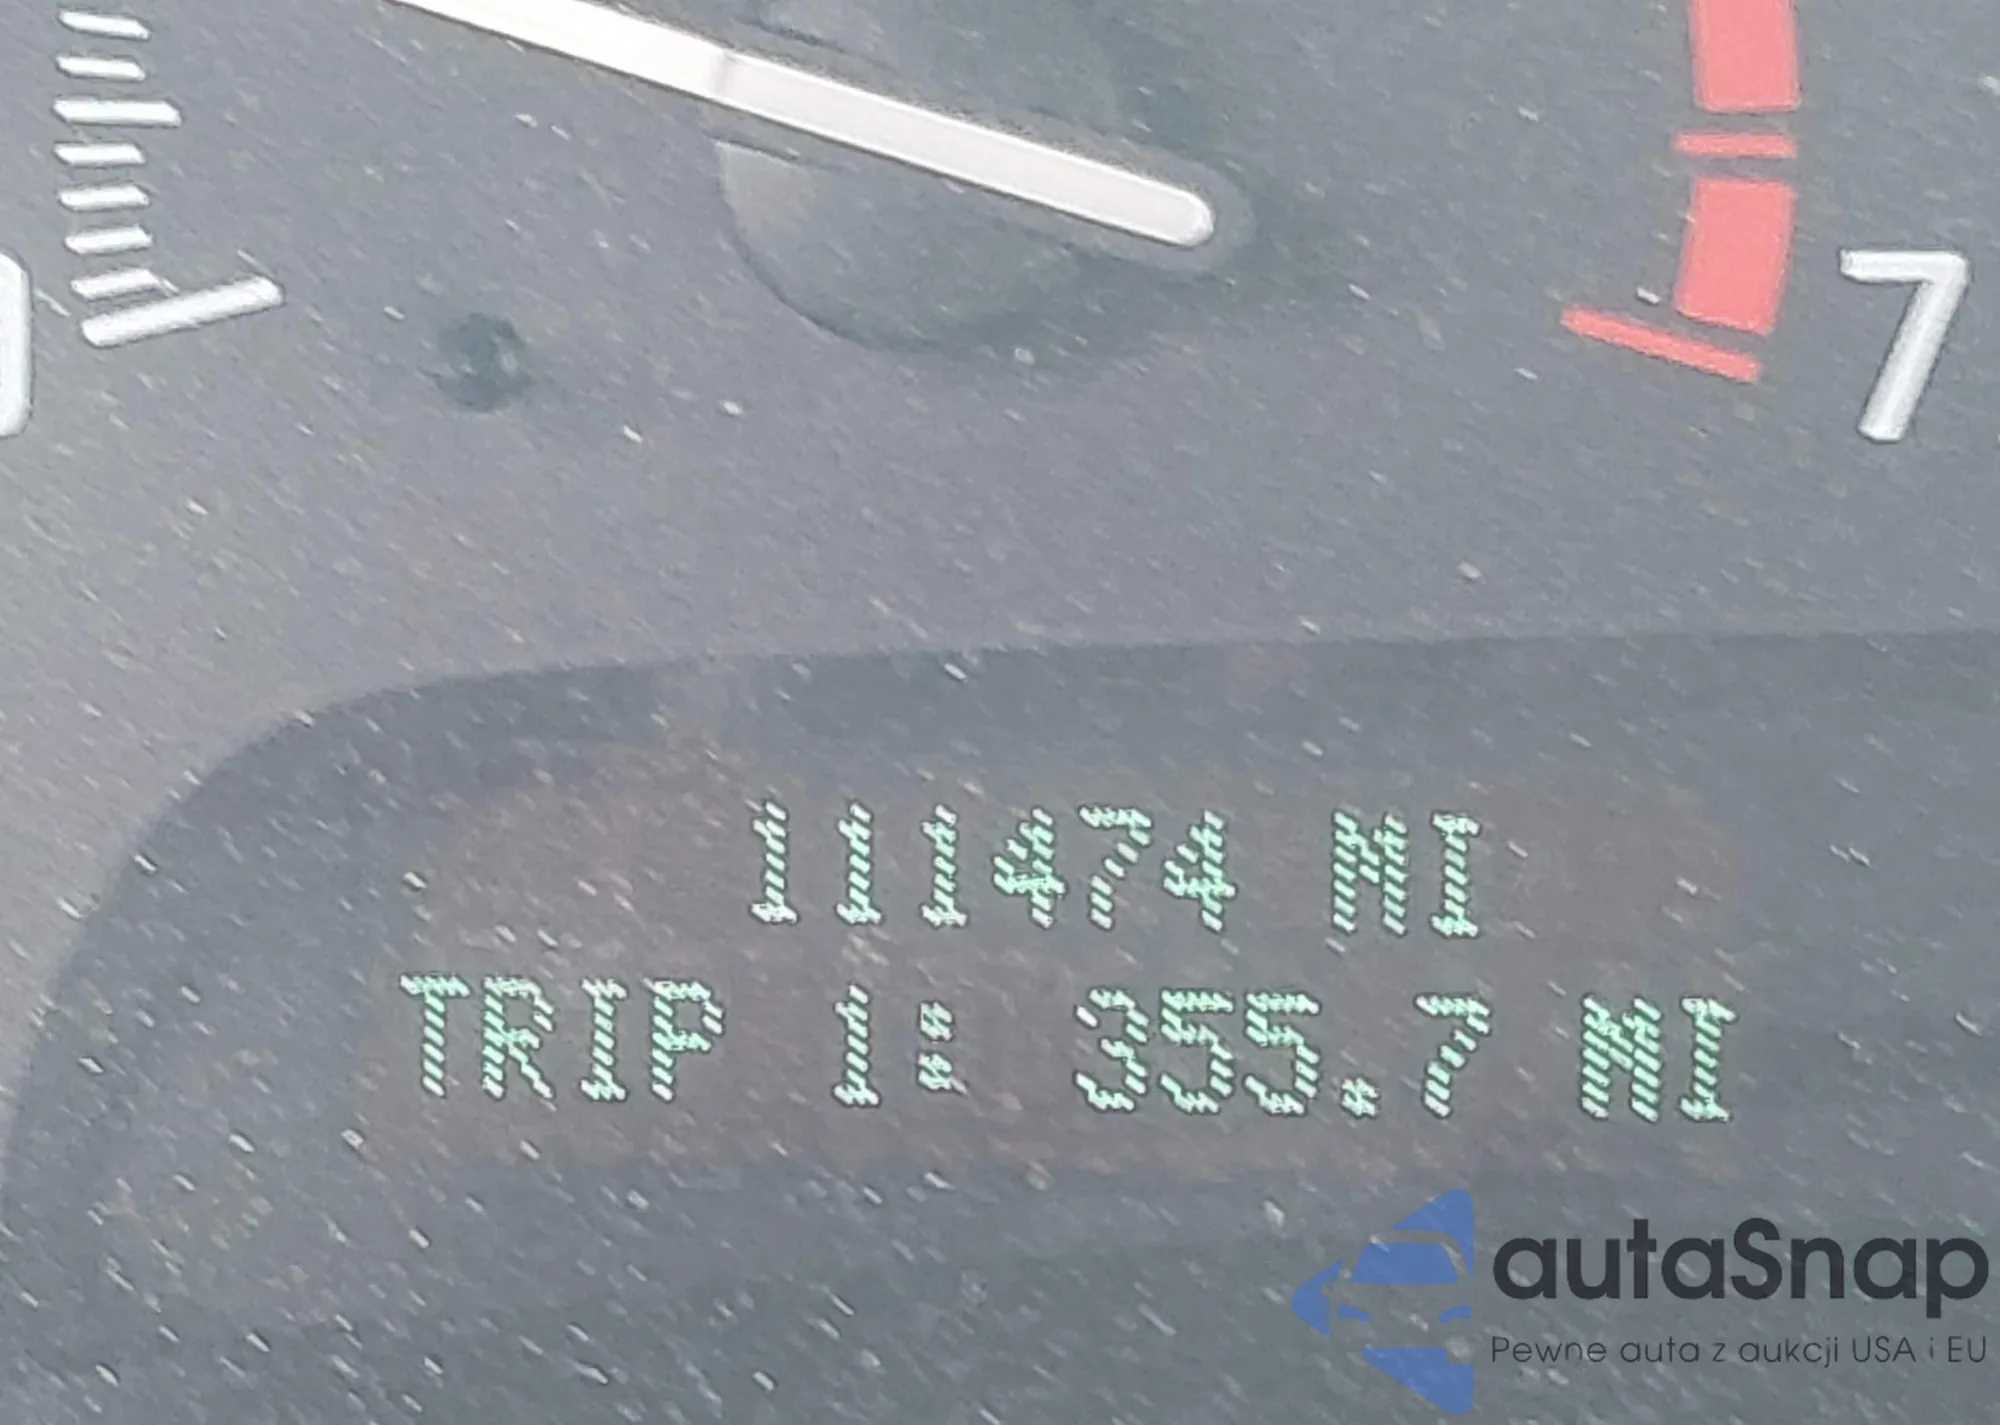 7
111474 MI
TRIP 1: 355.7 MI
autaSnap
Pewne auta z aukcji USA i EU